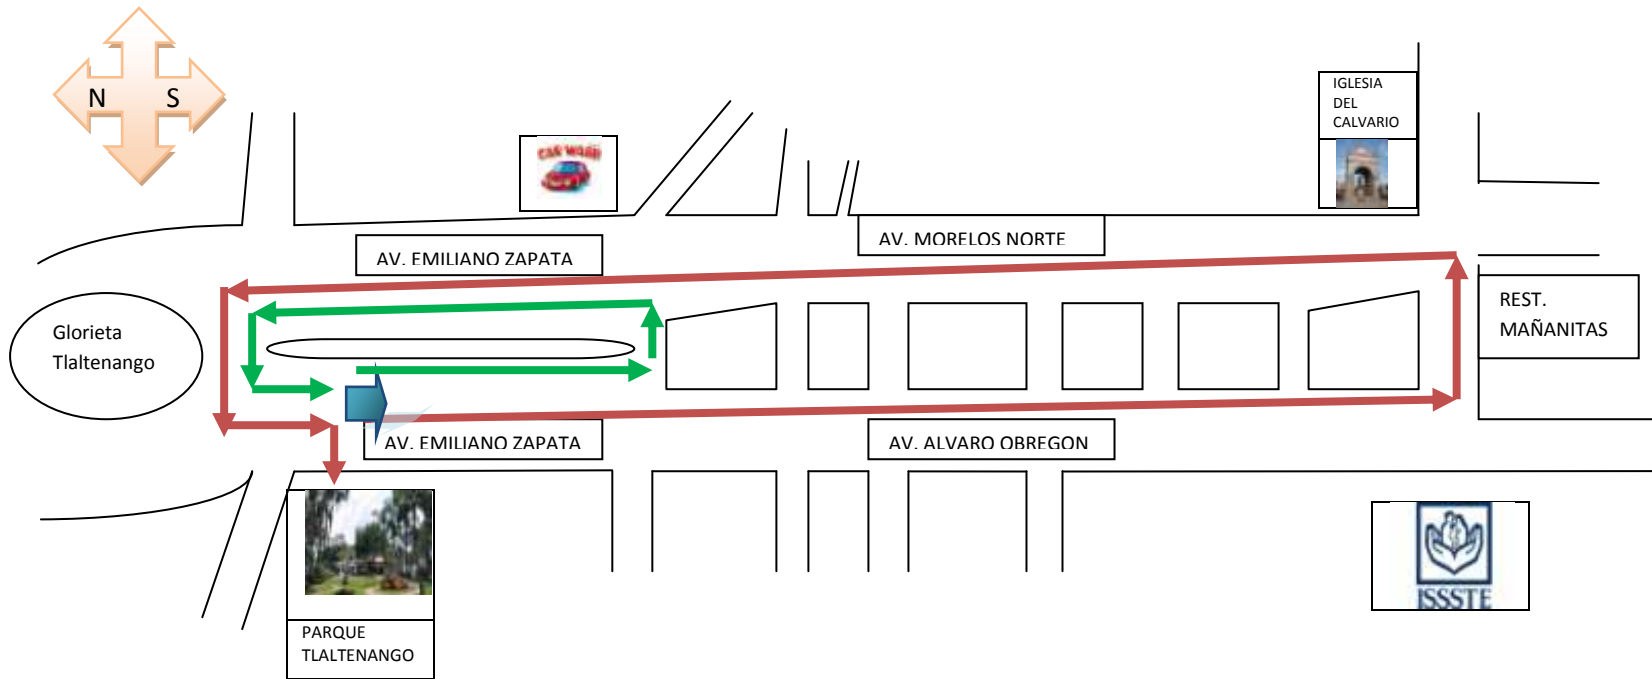 N S
CAR WASH
IGLESIA
DEL
CALVARIO
AV. EMILIANO ZAPATA
AV. MORELOS NORTE
Glorieta
Tlaltenango
REST.
MAÑANITAS
AV. EMILIANO ZAPATA
AV. ALVARO OBREGON
ISSSTE
PARQUE
TLALTENANGO